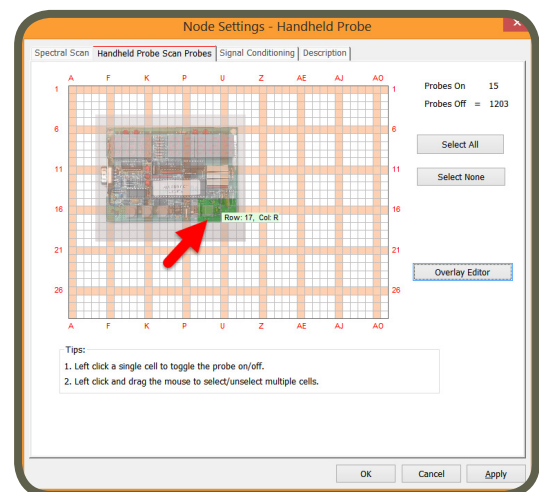 Node Settings - Handheld Probe
x
Spectral Scan Handheld Probe Scan Probes Signal Conditioning Description
A F K P U Z AE AJ AO
1 1
6 6
11 11
16 16
21 21
26 26
A F K P U Z AE AJ AO
Row: 17, Col: R
Probes On 15
Probes Off = 1203
Select All
Select None
Overlay Editor
Tips:
1. Left click a single cell to toggle the probe on/off.
2. Left click and drag the mouse to select/unselect multiple cells.
OK Cancel Apply